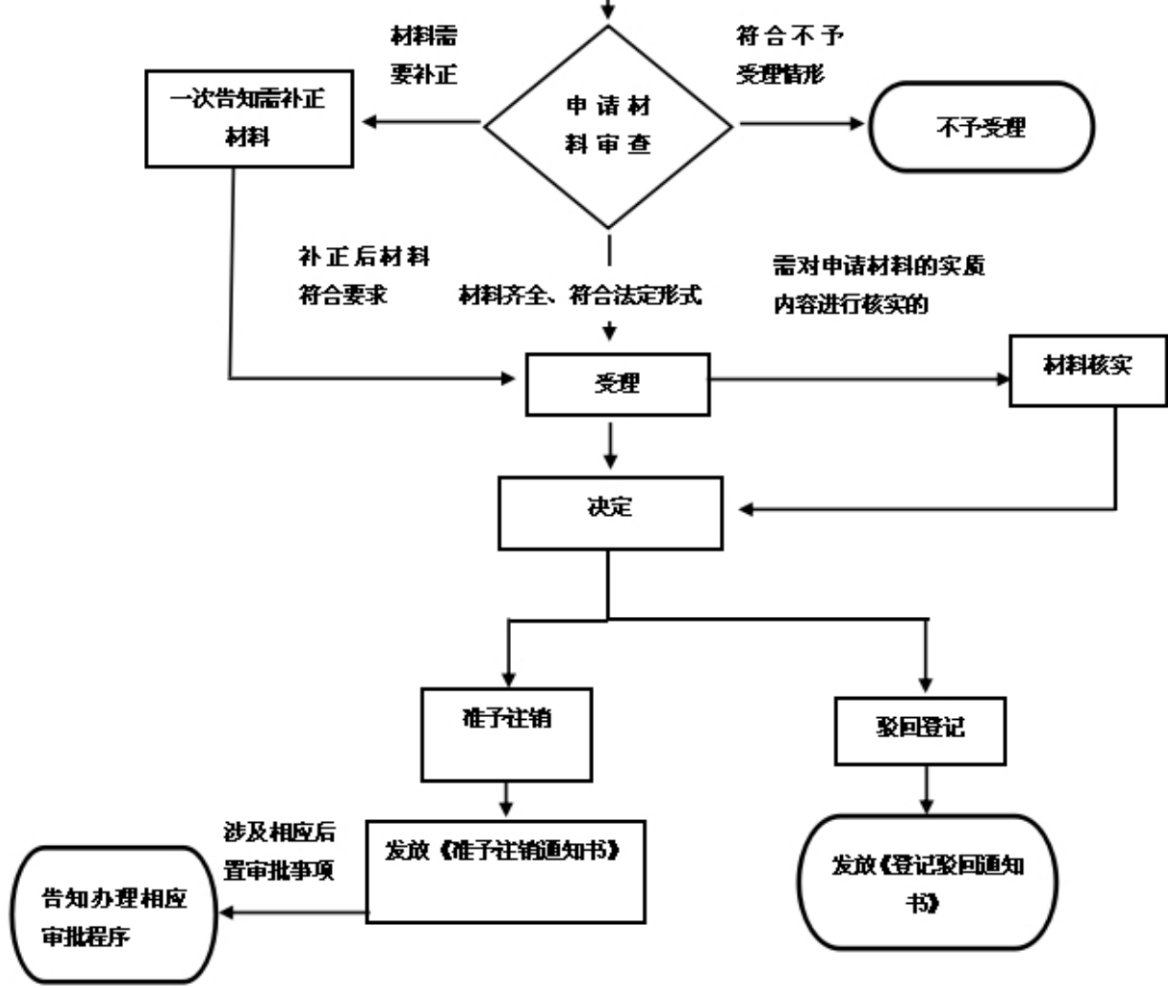 材料需
要补正
符合不予
受理情形
一次告知需补正
材料
申请材
料审查
不予受理
补正后材料
符合要求
材料齐全、符合法定形式
需对申请材料的实质
内容进行核实的
受理
材料核实
决定
准予注销
驳回登记
涉及相应后
置审批事项
发放《准予注销通知书》
发放《登记驳回通知
书》
告知办理相应
审批程序